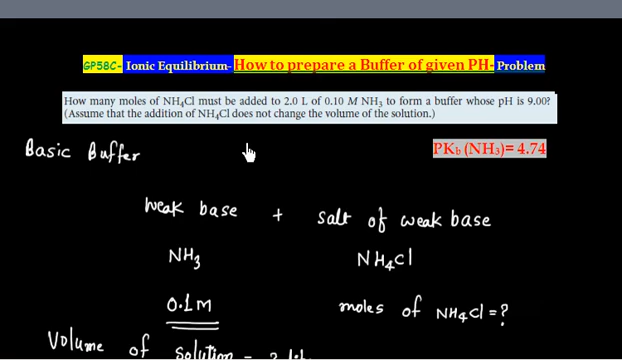 GP58C- Ionic Equilibrium- How to prepare a Buffer of given PH- Problem
How many moles of NH₄Cl must be added to 2.0 L of 0.10 M NH₃ to form a buffer whose pH is 9.00?
(Assume that the addition of NH₄Cl does not change the volume of the solution.)
Basic Buffer
PKb (NH₃)= 4.74
weak base + salt of weak base
NH₃ NH₄Cl
0.1M moles of NH₄Cl = ?
Volume of solution =